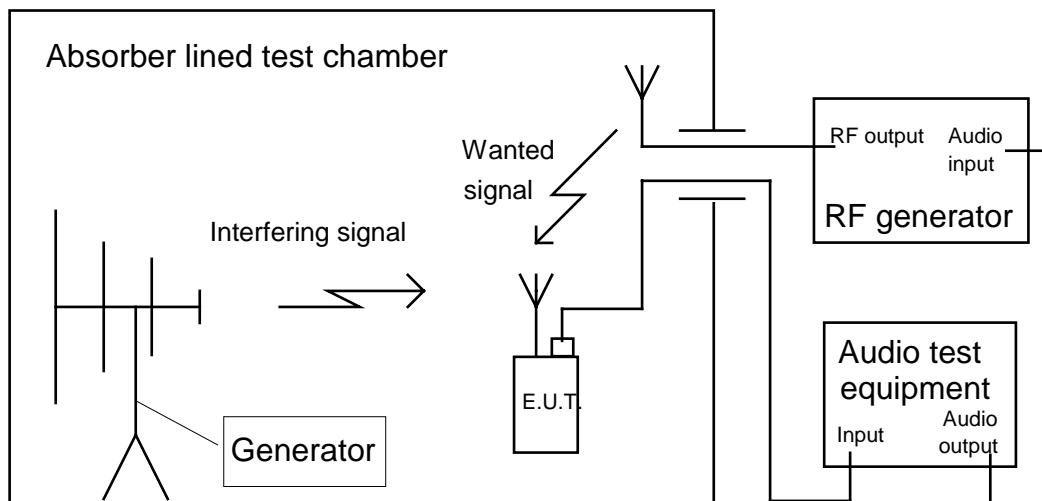 Absorber lined test chamber
Wanted
signal
Interfering signal
RF output
Audio
input
RF generator
E.U.T.
Generator
Audio test
equipment
Input
Audio
output